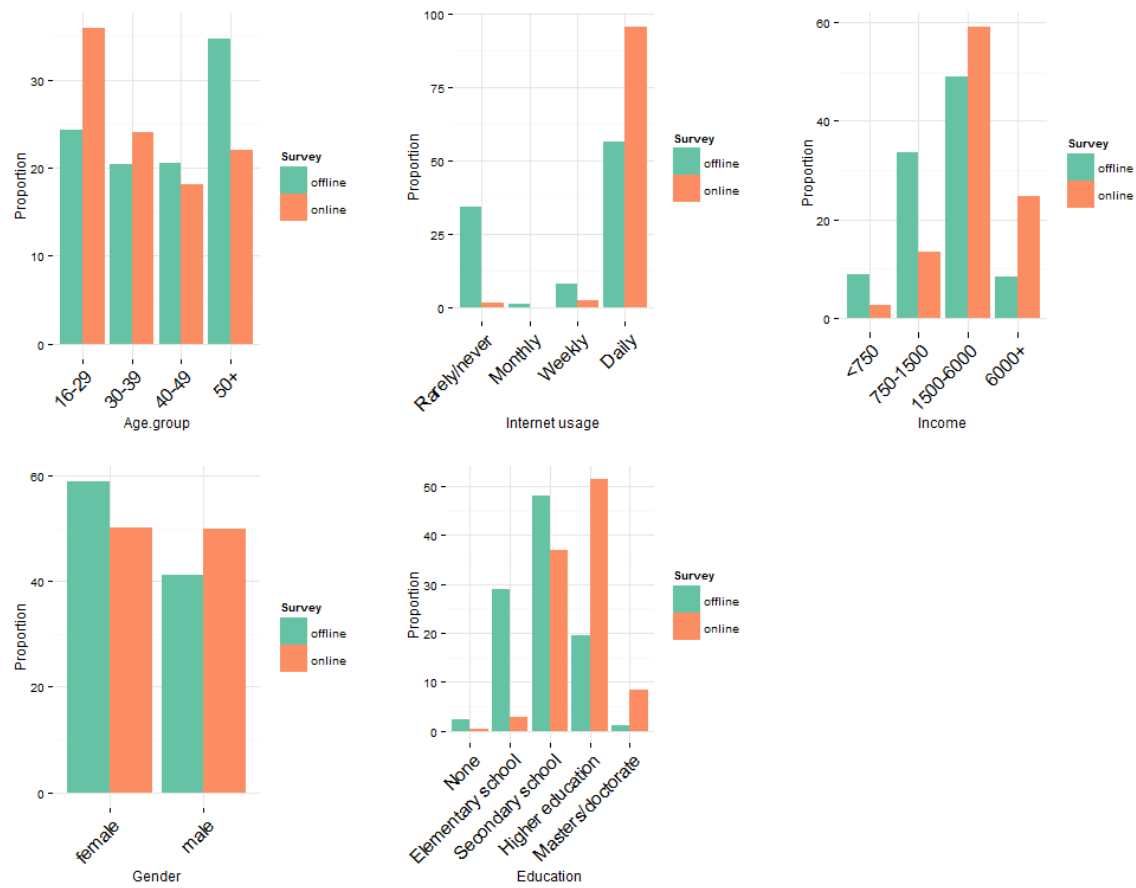 Proportion
30
20
10
0
16-29
30-39
40-49
50+
Age.group
Survey
offline
online
Proportion
100
75
50
25
0
Rarely/never
Monthly
Weekly
Daily
Internet usage
Survey
offline
online
Proportion
60
40
20
0
<750
750-1500
1500-6000
6000+
Income
Survey
offline
online
Proportion
60
40
20
0
female
male
Gender
Survey
offline
online
Proportion
50
40
30
20
10
0
None
Elementary school
Secondary school
Higher education
Masters/doctorate
Education
Survey
offline
online